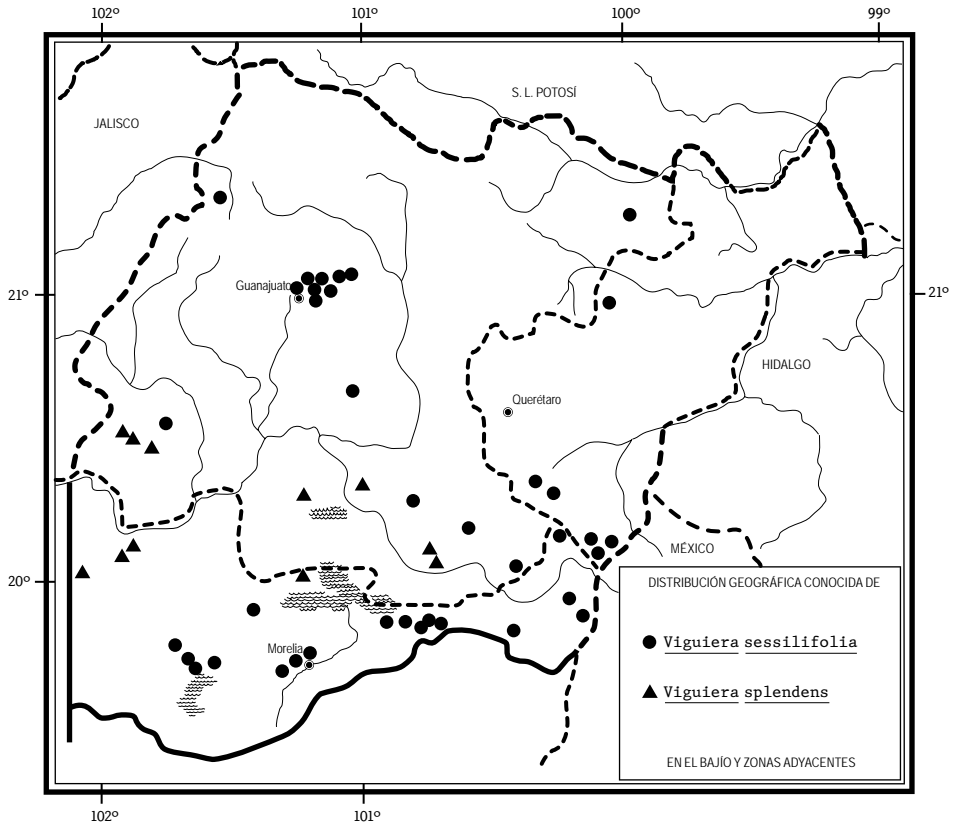 102º 101º 100º 99º
S. L. POTOSÍ
JALISCO
Guanajuato
21º 21º
HIDALGO
Querétaro
MÉXICO
20º
DISTRIBUCIÓN GEOGRÁFICA CONOCIDA DE
Viguiera sessilifolia
Morelia
Viguiera splendens
EN EL BAJÍO Y ZONAS ADYACENTES
102º 101º